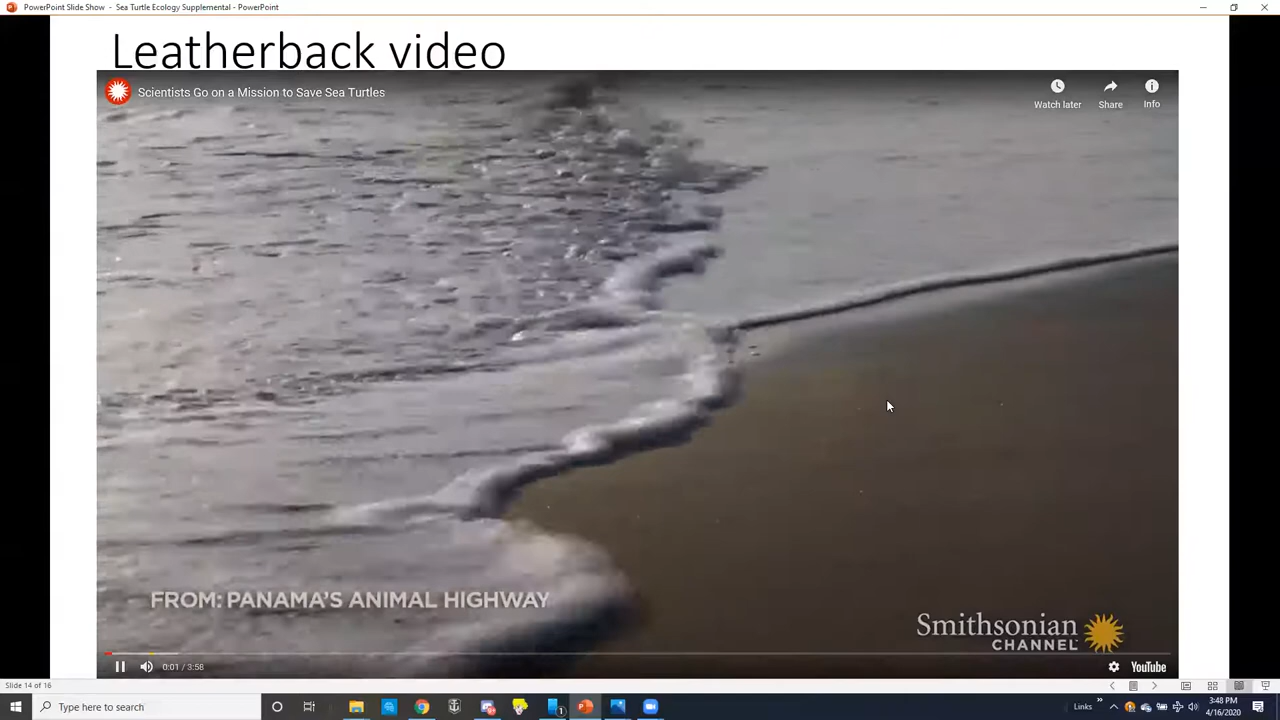 PowerPoint Slide Show - Sea Turtle Ecology Supplemental - PowerPoint
Leatherback video
Scientists Go on a Mission to Save Sea Turtles
Watch later
Share
Info
FROM: PANAMA'S ANIMAL HIGHWAY
Smithsonian
CHANNEL
0:01 / 3:58
YouTube
Slide 14 of 16
Type here to search
Links
3:48 PM
4/16/2020